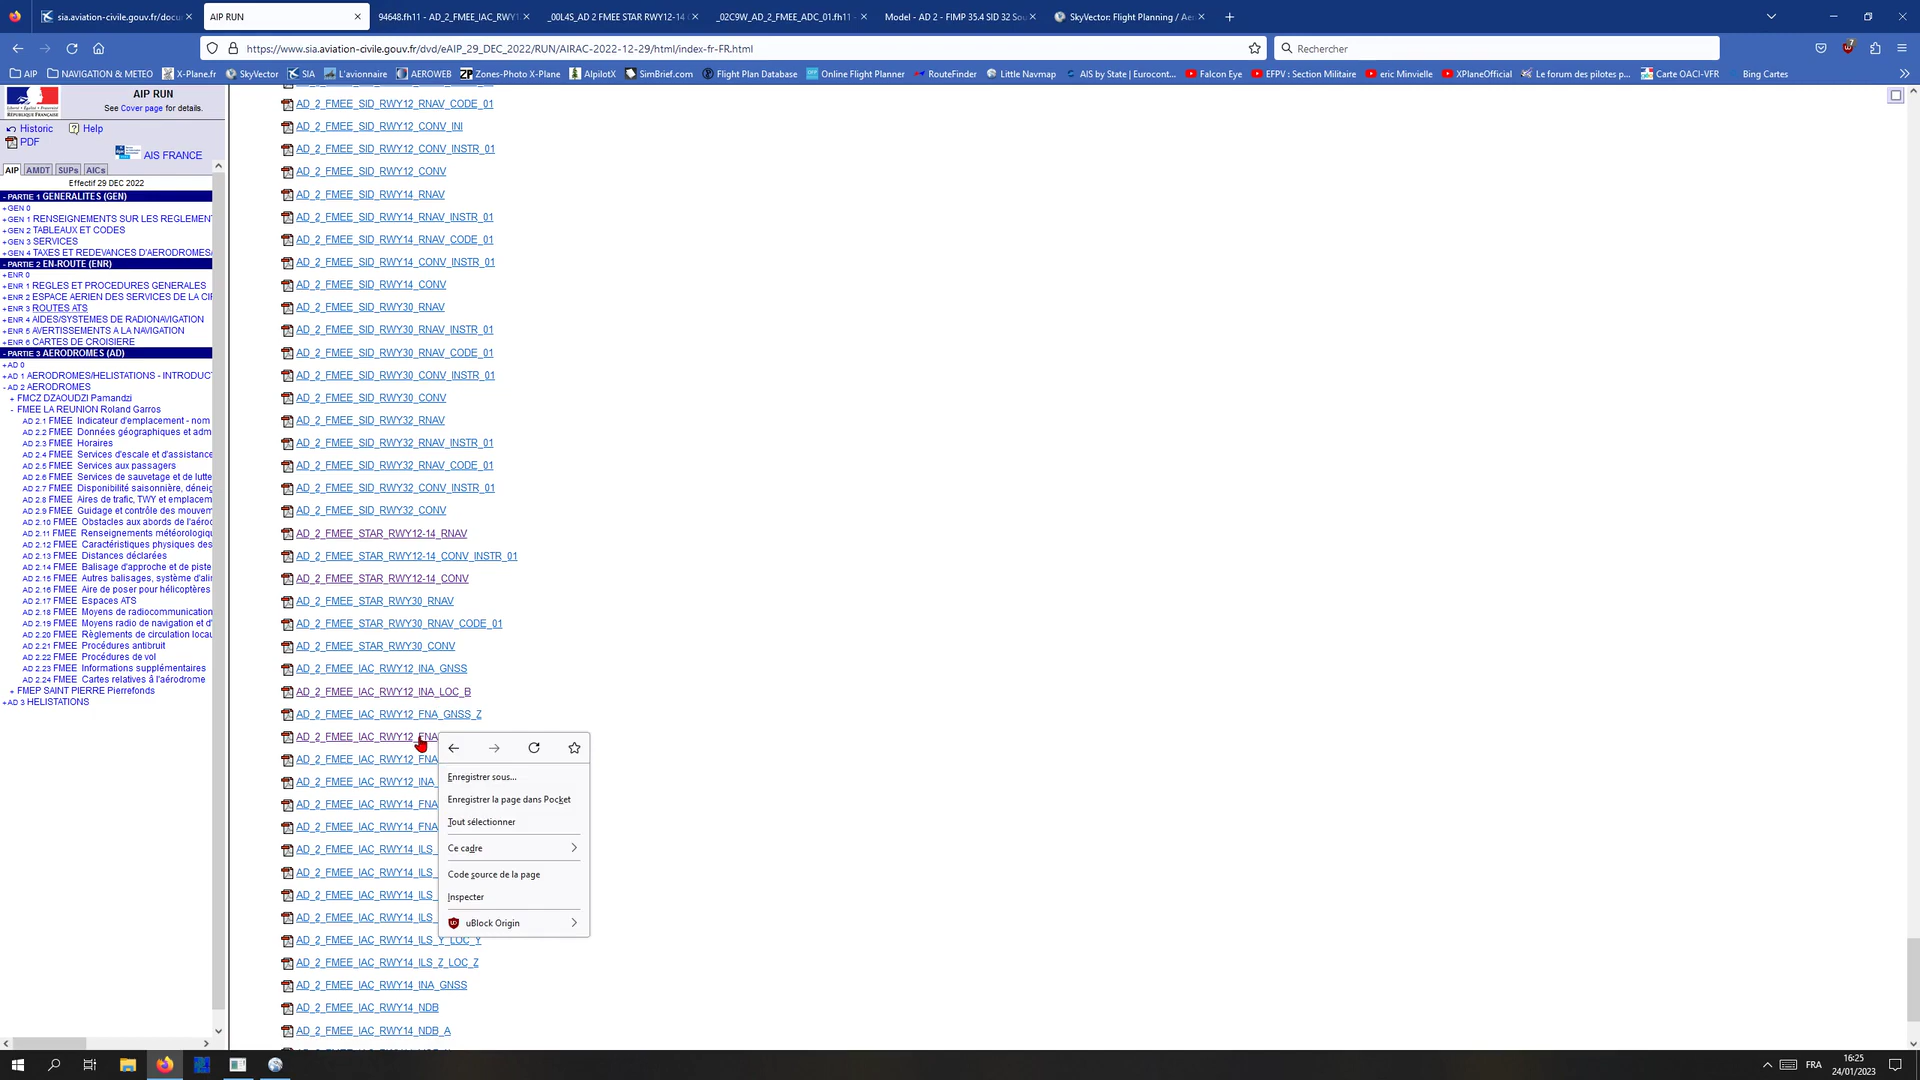 sia.aviation-civile.gouv.fr/docu
AIP RUN
94648.fh11 - AD_2_FMEE_IAC_RWY1
_00L4S_AD 2 FMEE STAR RWY12-14
_02C9W_AD_2_FMEE_ADC_01.fh11 -
Model - AD 2 - FIMP 35.4 SID 32 Sou
SkyVector: Flight Planning / Ae
https://www.sia.aviation-civile.gouv.fr/dvd/eAIP_29_DEC_2022/RUN/AIRAC-2022-12-29/html/index-fr-FR.html
Rechercher
7
AIP
NAVIGATION & METEO
X-Plane.fr
SkyVector
SIA
L'avionnaire
AEROWEB
Zones-Photo X-Plane
AlpilotX
SimBrief.com
Flight Plan Database
Online Flight Planner
RouteFinder
Little Navmap
AIS by State | Eurocont...
Falcon Eye
EFPV : Section Militaire
eric Minvielle
XPlaneOfficial
Le forum des pilotes p...
Carte OACI-VFR
Bing Cartes
AIP RUN
See Cover page for details.
Historic
Help
PDF
AIS FRANCE
AIP
AMDT
SUPs
AICs
Effectif 29 DEC 2022
- PARTIE 1 GENERALITES (GEN)
+GEN 0
+GEN 1 RENSEIGNEMENTS SUR LES REGLEMENT
+GEN 2 TABLEAUX ET CODES
+GEN 3 SERVICES
+GEN 4 TAXES ET REDEVANCES D'AERODROMES/
- PARTIE 2 EN-ROUTE (ENR)
+ENR 0
+ENR 1 REGLES ET PROCEDURES GENERALES
+ENR 2 ESPACE AERIEN DES SERVICES DE LA CIF
+ENR 3 ROUTES ATS
+ENR 4 AIDES/SYSTEMES DE RADIONAVIGATION
+ENR 5 AVERTISSEMENTS A LA NAVIGATION
+ENR 6 CARTES DE CROISIERE
- PARTIE 3 AERODROMES (AD)
+AD 0
+AD 1 AERODROMES/HELISTATIONS - INTRODUCT
-AD 2 AERODROMES
+ FMCZ DZAOUDZI Pamandzi
- FMEE LA REUNION Roland Garros
AD 2.1 FMEE Indicateur d'emplacement - nom
AD 2.2 FMEE Données géographiques et adm
AD 2.3 FMEE Horaires
AD 2.4 FMEE Services d'escale et d'assistance
AD 2.5 FMEE Services aux passagers
AD 2.6 FMEE Services de sauvetage et de lutte
AD 2.7 FMEE Disponibilité saisonnière, déneig
AD 2.8 FMEE Aires de trafic, TWY et emplacem
AD 2.9 FMEE Guidage et contrôle des mouvem
AD 2.10 FMEE Obstacles aux abords de l'aéroc
AD 2.11 FMEE Renseignements météorologiqu
AD 2.12 FMEE Caractéristiques physiques des
AD 2.13 FMEE Distances déclarées
AD 2.14 FMEE Balisage d'approche et de piste
AD 2.15 FMEE Autres balisages, système d'ali
AD 2.16 FMEE Aire de poser pour hélicoptères
AD 2.17 FMEE Espaces ATS
AD 2.18 FMEE Moyens de radiocommunication
AD 2.19 FMEE Moyens radio de navigation et d'
AD 2.20 FMEE Règlements de circulation locau
AD 2.21 FMEE Procédures antibruit
AD 2.22 FMEE Procédures de vol
AD 2.23 FMEE Informations supplémentaires
AD 2.24 FMEE Cartes relatives â l'aérodrome
+ FMEP SAINT PIERRE Pierrefonds
+AD 3 HELISTATIONS
AD_2_FMEE_SID_RWY12_RNAV_CODE_01
AD_2_FMEE_SID_RWY12_CONV_INI
AD_2_FMEE_SID_RWY12_CONV_INSTR_01
AD_2_FMEE_SID_RWY12_CONV
AD_2_FMEE_SID_RWY14_RNAV
AD_2_FMEE_SID_RWY14_RNAV_INSTR_01
AD_2_FMEE_SID_RWY14_RNAV_CODE_01
AD_2_FMEE_SID_RWY14_CONV_INSTR_01
AD_2_FMEE_SID_RWY14_CONV
AD_2_FMEE_SID_RWY30_RNAV
AD_2_FMEE_SID_RWY30_RNAV_INSTR_01
AD_2_FMEE_SID_RWY30_RNAV_CODE_01
AD_2_FMEE_SID_RWY30_CONV_INSTR_01
AD_2_FMEE_SID_RWY30_CONV
AD_2_FMEE_SID_RWY32_RNAV
AD_2_FMEE_SID_RWY32_RNAV_INSTR_01
AD_2_FMEE_SID_RWY32_RNAV_CODE_01
AD_2_FMEE_SID_RWY32_CONV_INSTR_01
AD_2_FMEE_SID_RWY32_CONV
AD_2_FMEE_STAR_RWY12-14_RNAV
AD_2_FMEE_STAR_RWY12-14_CONV_INSTR_01
AD_2_FMEE_STAR_RWY12-14_CONV
AD_2_FMEE_STAR_RWY30_RNAV
AD_2_FMEE_STAR_RWY30_RNAV_CODE_01
AD_2_FMEE_STAR_RWY30_CONV
AD_2_FMEE_IAC_RWY12_INA_GNSS
AD_2_FMEE_IAC_RWY12_INA_LOC_B
AD_2_FMEE_IAC_RWY12_FNA_GNSS_Z
AD_2_FMEE_IAC_RWY12_FNA
AD_2_FMEE_IAC_RWY12_FNA
AD_2_FMEE_IAC_RWY12_INA_
AD_2_FMEE_IAC_RWY14_FNA
AD_2_FMEE_IAC_RWY14_FNA
AD_2_FMEE_IAC_RWY14_ILS_
AD_2_FMEE_IAC_RWY14_ILS_
AD_2_FMEE_IAC_RWY14_ILS_
AD_2_FMEE_IAC_RWY14_ILS_
AD_2_FMEE_IAC_RWY14_ILS_Y_LOC_Y
AD_2_FMEE_IAC_RWY14_ILS_Z_LOC_Z
AD_2_FMEE_IAC_RWY14_INA_GNSS
AD_2_FMEE_IAC_RWY14_NDB
AD_2_FMEE_IAC_RWY14_NDB_A
Enregistrer sous...
Enregistrer la page dans Pocket
Tout sélectionner
Ce cadre
Code source de la page
Inspecter
uBlock Origin
FRA
16:25
24/01/2023